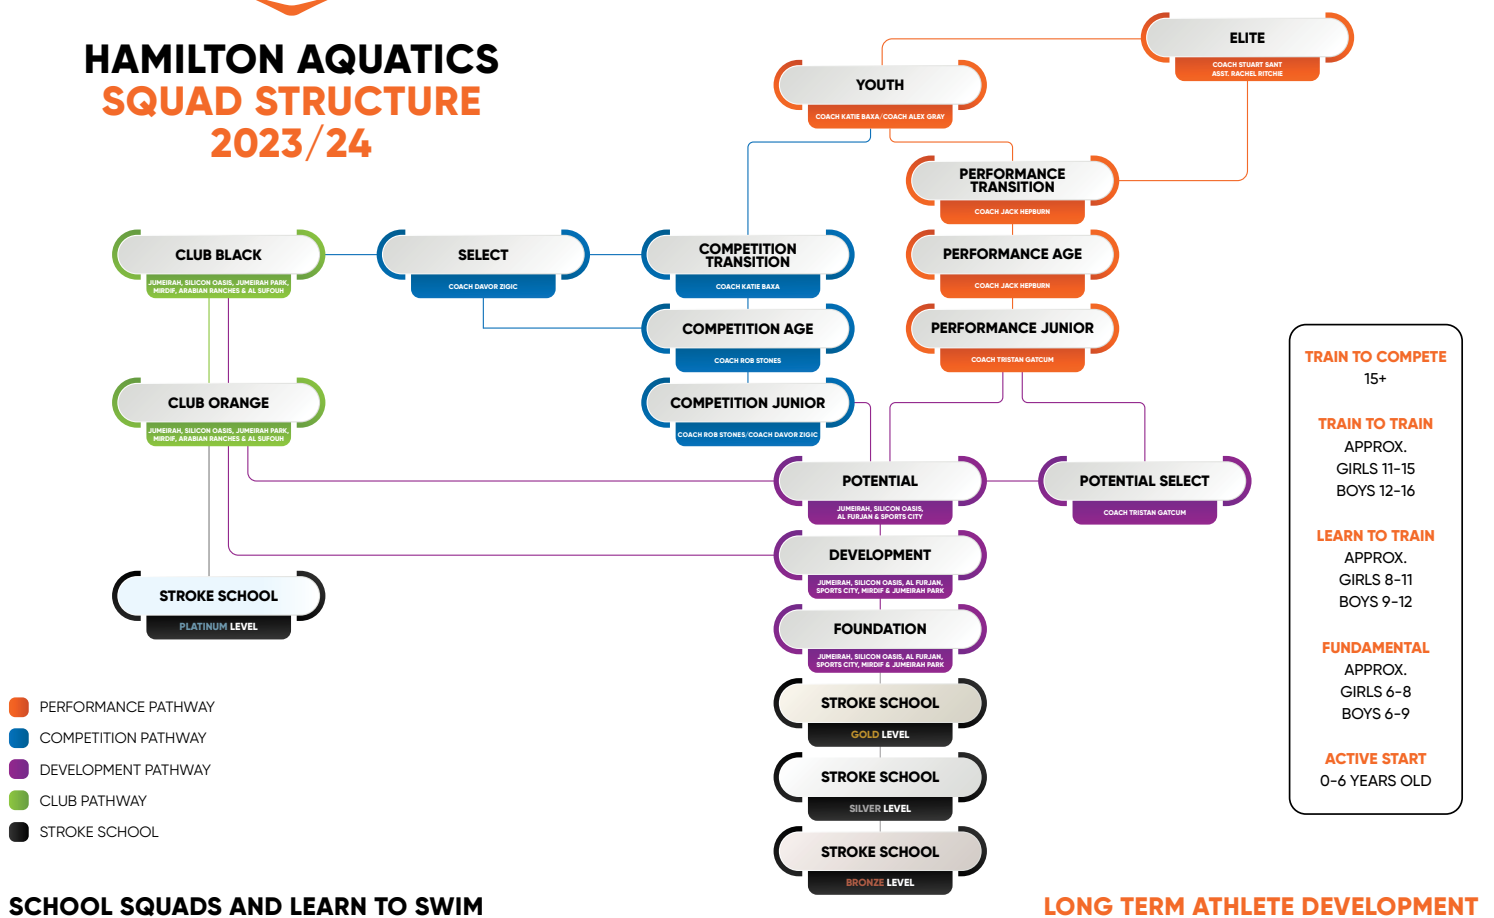 HAMILTON AQUATICS
SQUAD STRUCTURE
2023/24
ELITE
COACH STUART SANT
ASST. RACHEL RITCHIE
YOUTH
COACH KATIE BAXA/COACH ALEX GRAY
PERFORMANCE
TRANSITION
COACH JACK HEPBURN
CLUB BLACK
JUMEIRAH, SILICON OASIS, JUMEIRAH PARK,
MIRDIF, ARABIAN RANCHES & AL SUFOUH
SELECT
COACH DAVOR ZIGIC
COMPETITION
TRANSITION
COACH KATIE BAXA
PERFORMANCE AGE
COACH JACK HEPBURN
COMPETITION AGE
COACH ROB STONES
PERFORMANCE JUNIOR
COACH TRISTAN GATCUM
CLUB ORANGE
JUMEIRAH, SILICON OASIS, JUMEIRAH PARK,
MIRDIF, ARABIAN RANCHES & AL SUFOUH
COMPETITION JUNIOR
COACH ROB STONES/COACH DAVOR ZIGIC
POTENTIAL
JUMEIRAH, SILICON OASIS,
AL FURJAN & SPORTS CITY
POTENTIAL SELECT
COACH TRISTAN GATCUM
DEVELOPMENT
JUMEIRAH, SILICON OASIS, AL FURJAN,
SPORTS CITY, MIRDIF & JUMEIRAH PARK
STROKE SCHOOL
PLATINUM LEVEL
FOUNDATION
JUMEIRAH, SILICON OASIS, AL FURJAN,
SPORTS CITY, MIRDIF & JUMEIRAH PARK
STROKE SCHOOL
GOLD LEVEL
STROKE SCHOOL
SILVER LEVEL
STROKE SCHOOL
BRONZE LEVEL
PERFORMANCE PATHWAY
COMPETITION PATHWAY
DEVELOPMENT PATHWAY
CLUB PATHWAY
STROKE SCHOOL
TRAIN TO COMPETE
15+
TRAIN TO TRAIN
APPROX.
GIRLS 11-15
BOYS 12-16
LEARN TO TRAIN
APPROX.
GIRLS 8-11
BOYS 9-12
FUNDAMENTAL
APPROX.
GIRLS 6-8
BOYS 6-9
ACTIVE START
0-6 YEARS OLD
SCHOOL SQUADS AND LEARN TO SWIM
LONG TERM ATHLETE DEVELOPMENT